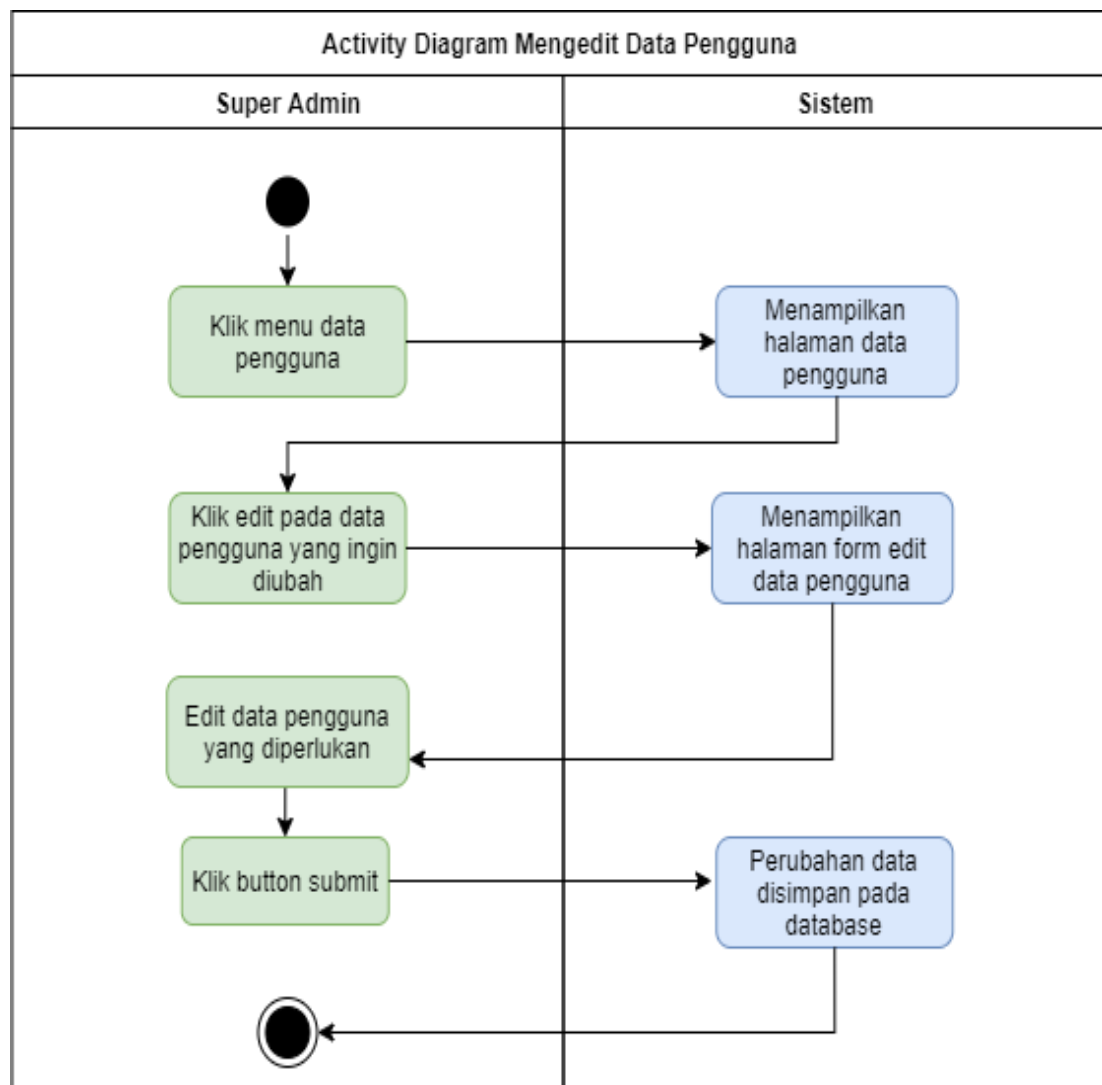 Activity Diagram Mengedit Data Pengguna
Super Admin
Sistem
Klik menu data
pengguna
Menampilkan
halaman data
pengguna
Klik edit pada data
pengguna yang ingin
diubah
Menampilkan
halaman form edit
data pengguna
Edit data pengguna
yang diperlukan
Klik button submit
Perubahan data
disimpan pada
database